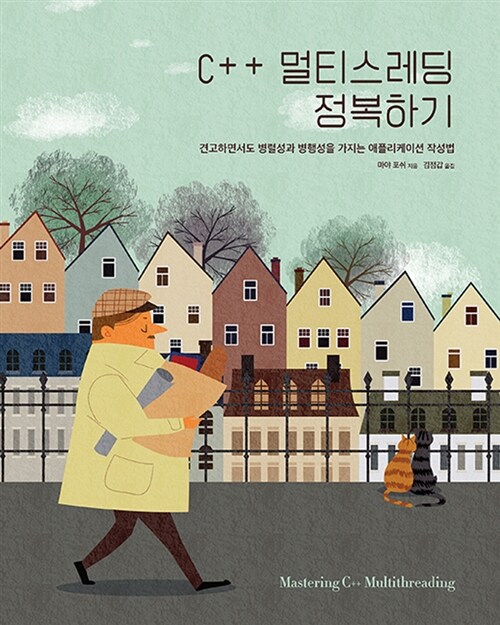 C++ 멀티스레딩
정복하기
견고하면서도 병렬성과 병행성을 가지는 애플리케이션 작성법
마야 포쉬 지음 김점갑 옮김
Mastering C++ Multithreading